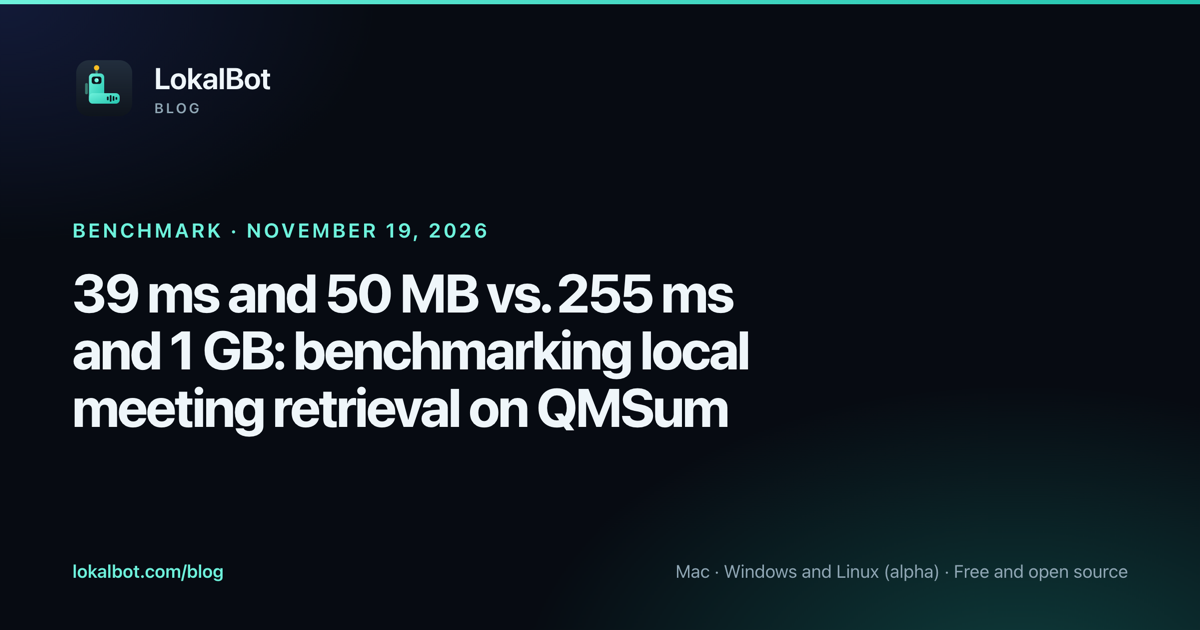 LokalBot
BLOG
BENCHMARK · NOVEMBER 19, 2026
39 ms and 50 MB vs. 255 ms
and 1 GB: benchmarking local
meeting retrieval on QMSum
lokalbot.com/blog
Mac · Windows and Linux (alpha) · Free and open source